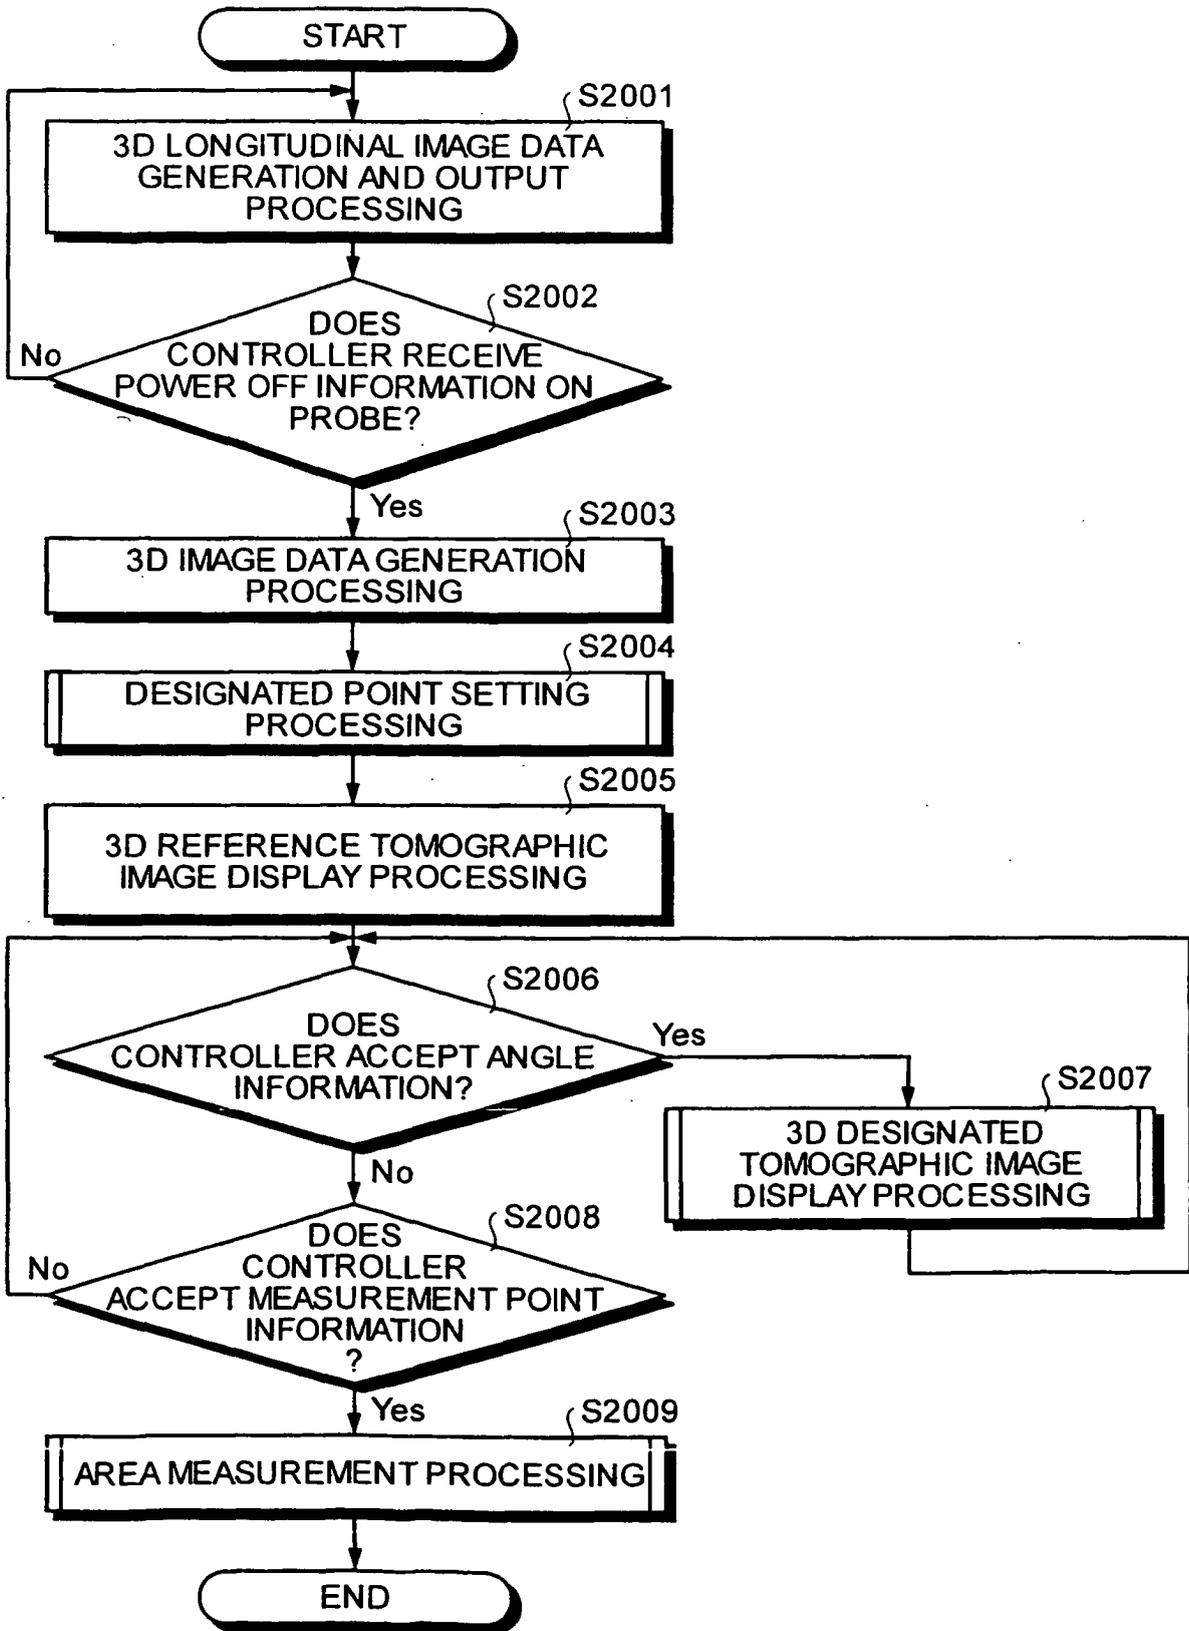 START
S2001
3D LONGITUDINAL IMAGE DATA
GENERATION AND OUTPUT
PROCESSING
S2002
DOES
CONTROLLER RECEIVE
POWER OFF INFORMATION ON
PROBE?
No
Yes
S2003
3D IMAGE DATA GENERATION
PROCESSING
S2004
DESIGNATED POINT SETTING
PROCESSING
S2005
3D REFERENCE TOMOGRAPHIC
IMAGE DISPLAY PROCESSING
S2006
DOES
CONTROLLER ACCEPT ANGLE
INFORMATION?
Yes
S2007
3D DESIGNATED
TOMOGRAPHIC IMAGE
DISPLAY PROCESSING
No
S2008
DOES
CONTROLLER
ACCEPT MEASUREMENT POINT
INFORMATION
?
No
Yes
S2009
AREA MEASUREMENT PROCESSING
END